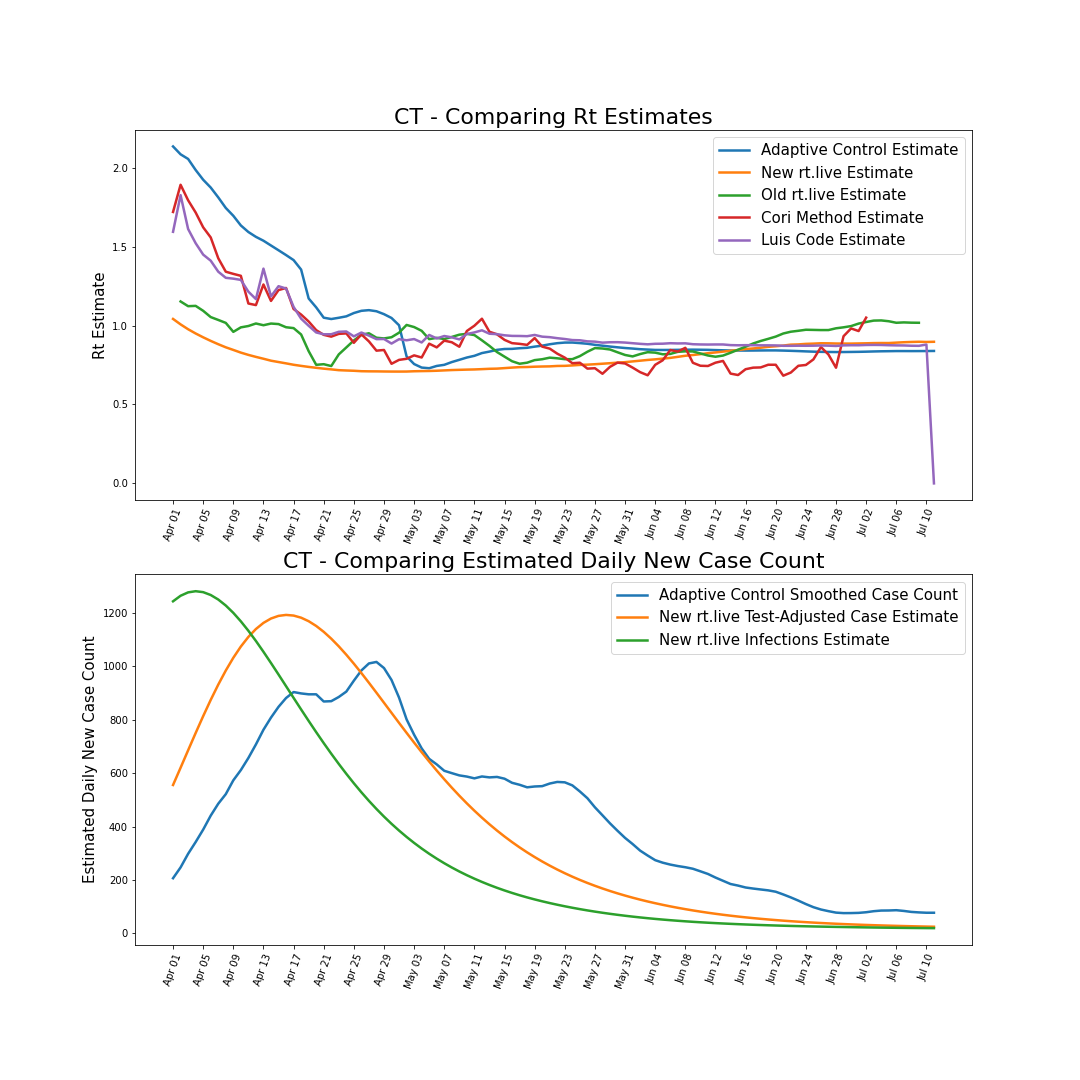 CT - Comparing Rt Estimates
Rt Estimate
2.0
1.5
1.0
0.5
0.0
Adaptive Control Estimate
New rt.live Estimate
Old rt.live Estimate
Cori Method Estimate
Luis Code Estimate
Apr 01 Apr 05 Apr 09 Apr 13 Apr 17 Apr 21 Apr 25 Apr 29 May 03 May 07 May 11 May 15 May 19 May 23 May 27 May 31 Jun 04 Jun 08 Jun 12 Jun 16 Jun 20 Jun 24 Jun 28 Jul 02 Jul 06 Jul 10
CT - Comparing Estimated Daily New Case Count
Estimated Daily New Case Count
1200
1000
800
600
400
200
0
Adaptive Control Smoothed Case Count
New rt.live Test-Adjusted Case Estimate
New rt.live Infections Estimate
Apr 01 Apr 05 Apr 09 Apr 13 Apr 17 Apr 21 Apr 25 Apr 29 May 03 May 07 May 11 May 15 May 19 May 23 May 27 May 31 Jun 04 Jun 08 Jun 12 Jun 16 Jun 20 Jun 24 Jun 28 Jul 02 Jul 06 Jul 10